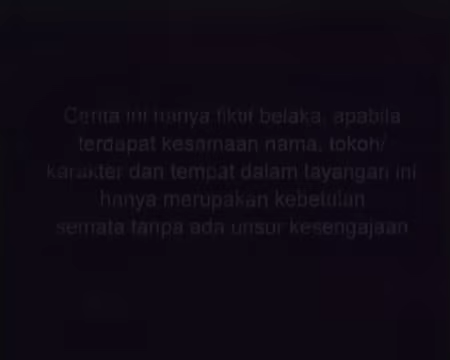 Cerita ini hanya fiktif belaka, apabila
terdapat kesamaan nama, tokoh/
karakter dan tempat dalam tayangan ini
hanya merupakan kebetulan
semata tanpa ada unsur kesengajaan